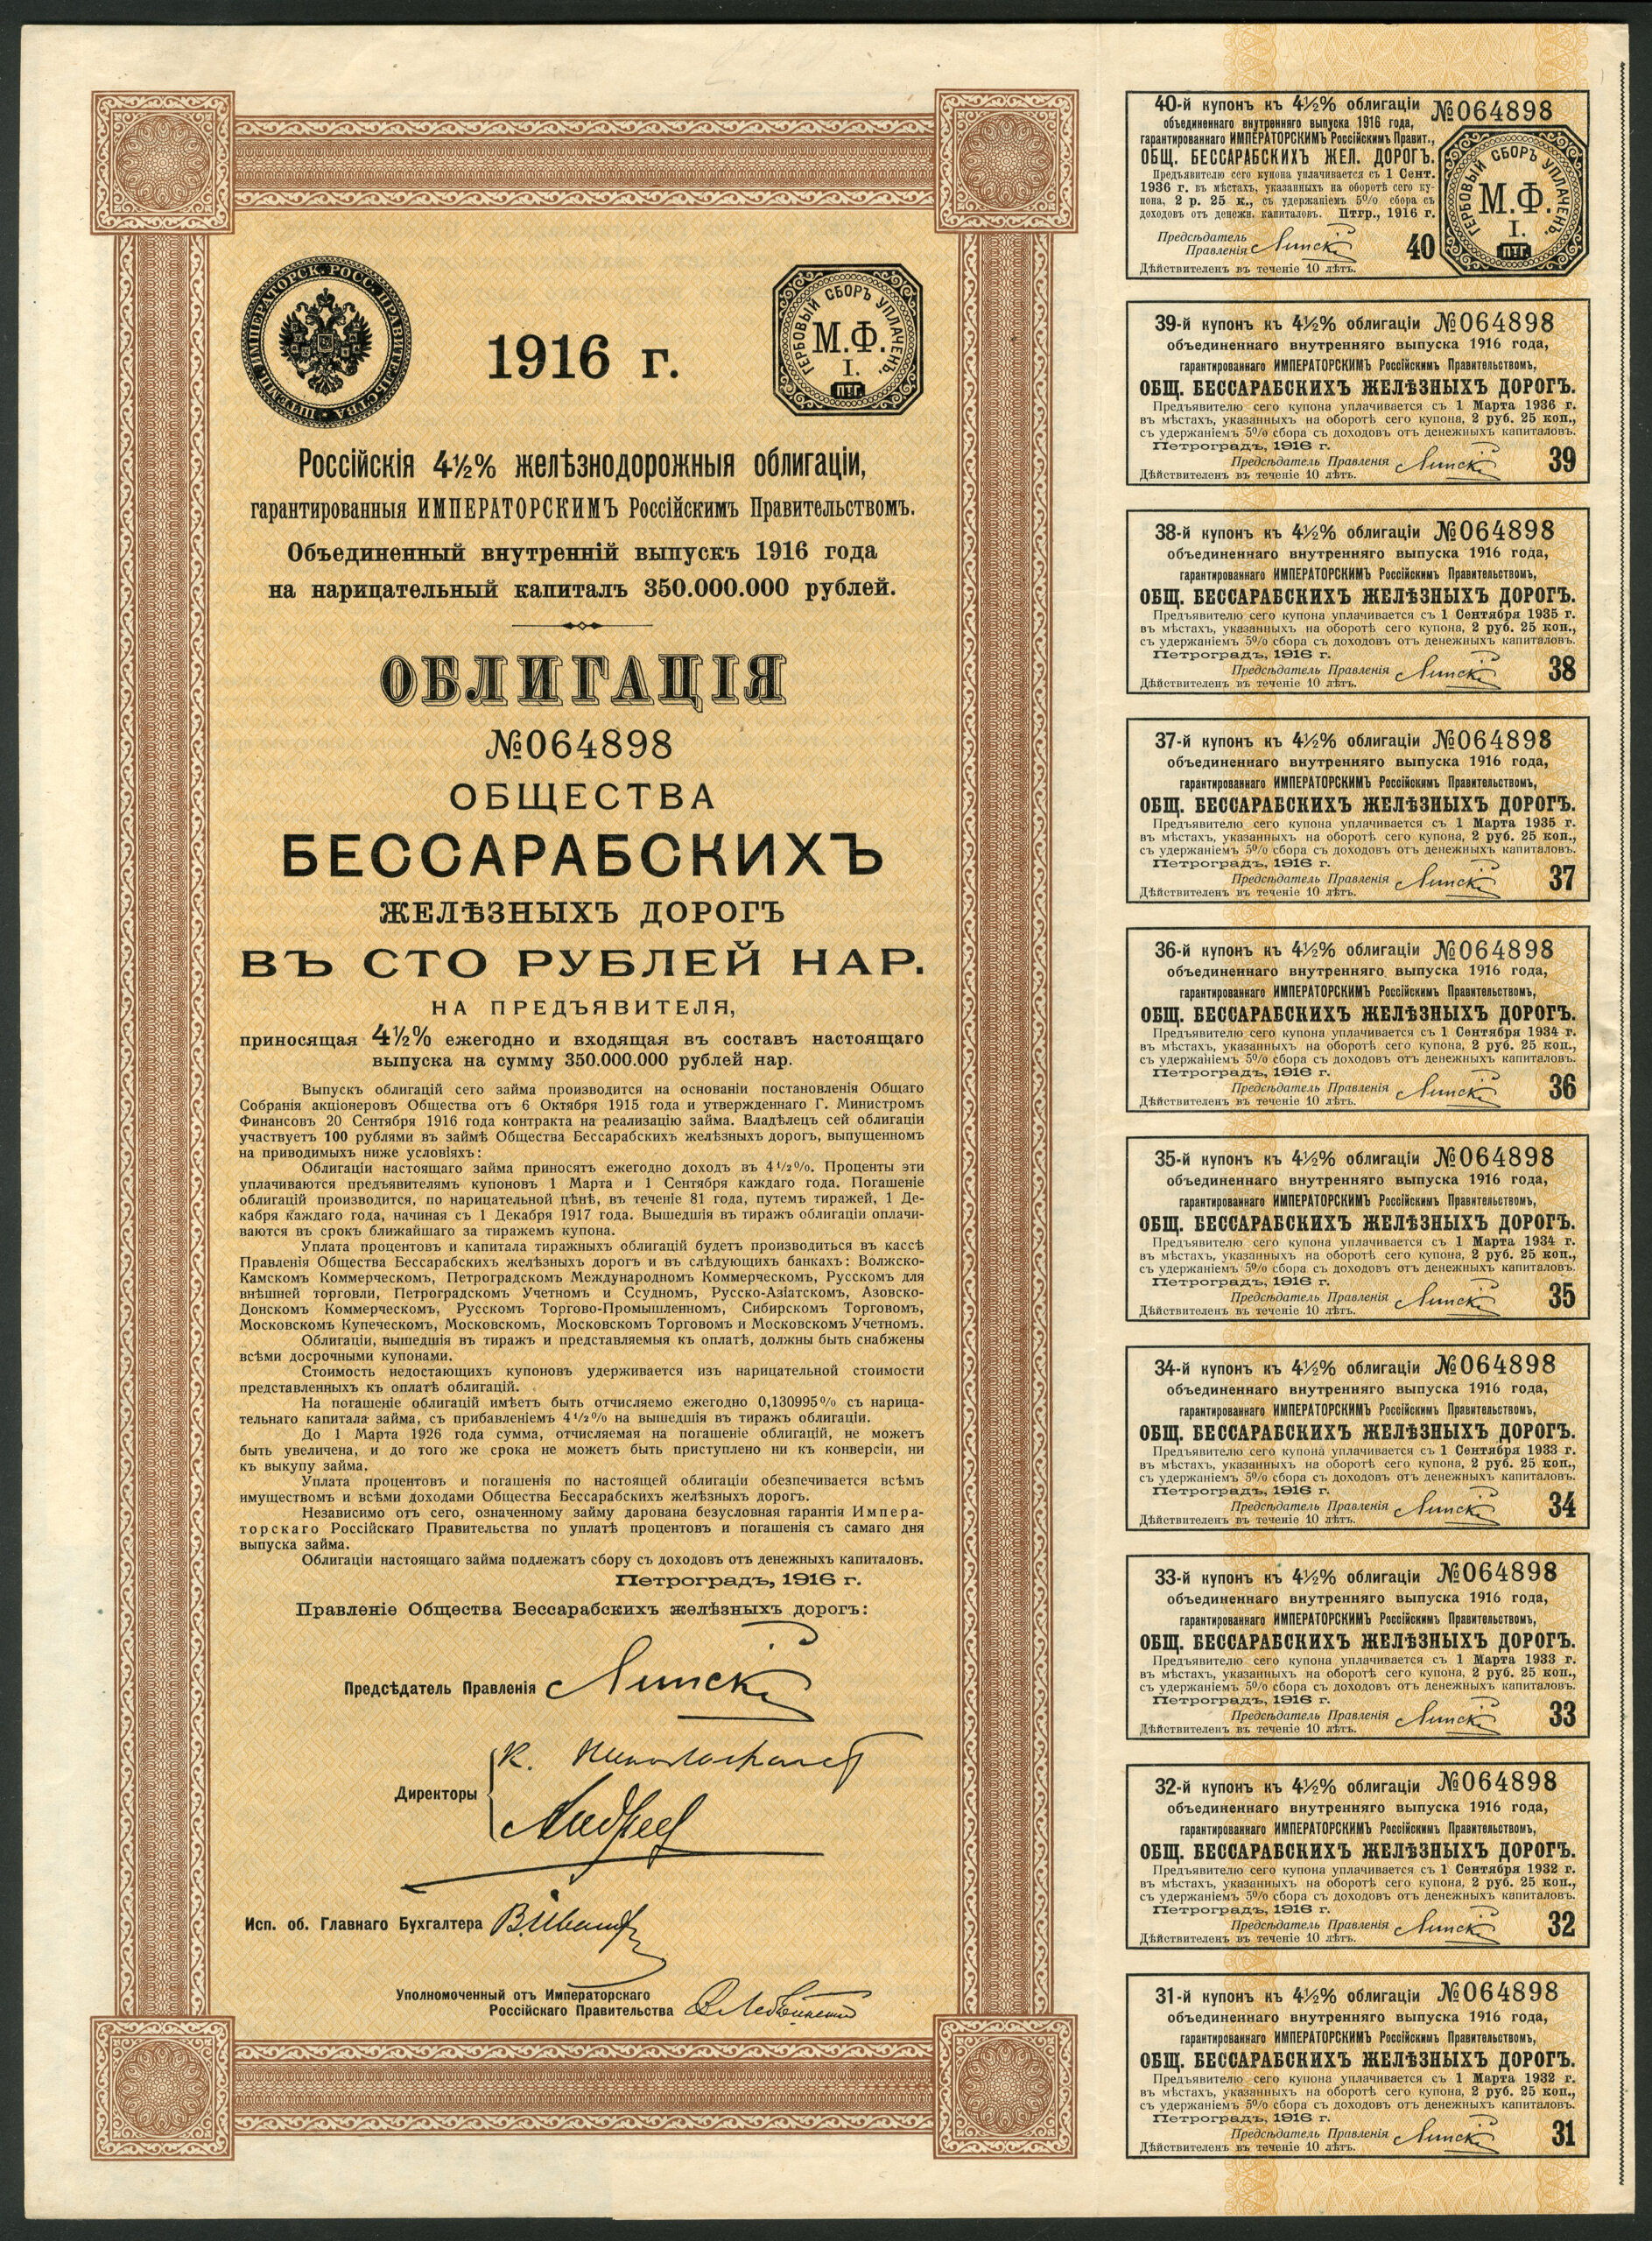 ШТЕМПЕЛЬ ИМПЕРАТОРСК. РОСС. ПРАВИТЕЛЬСТВА
1916 г.
ГЕРБОВЫЙ СБОРЪ УПЛАЧЕНЪ.
М.Ф.
I.
ПТГ.
Россійскія 4½% желѣзнодорожныя облигаціи,
гарантированныя ИМПЕРАТОРСКИМЪ Россійскимъ Правительствомъ.
Объединенный внутренній выпускъ 1916 года
на нарицательный капиталъ 350.000.000 рублей.
ОБЛИГАЦІЯ
№064898
ОБЩЕСТВА
БЕССАРАБСКИХЪ
ЖЕЛѢЗНЫХЪ ДОРОГЪ
ВЪ СТО РУБЛЕЙ НАР.
НА ПРЕДЪЯВИТЕЛЯ,
приносящая 4½% ежегодно и входящая въ составъ настоящаго
выпуска на сумму 350.000.000 рублей нар.
Выпускъ облигацій сего займа производится на основаніи постановленія Общаго
Собранія акціонеровъ Общества отъ 6 Октября 1915 года и утвержденнаго Г. Министромъ
Финансовъ 20 Сентября 1916 года контракта на реализацію займа. Владѣлецъ сей облигаціи
участвуетъ 100 рублями въ займѣ Общества Бессарабскихъ желѣзныхъ дорогъ, выпущенномъ
на приводимыхъ ниже условіяхъ:
Облигаціи настоящаго займа приносятъ ежегодно доходъ въ 4½%. Проценты эти
уплачиваются предъявителямъ купоновъ 1 Марта и 1 Сентября каждаго года. Погашеніе
облигацій производится, по нарицательной цѣнѣ, въ теченіе 81 года, путемъ тиражей, 1 Де-
кабря каждаго года, начиная съ 1 Декабря 1917 года. Вышедшія въ тиражъ облигаціи оплачи-
ваются въ срокъ ближайшаго за тиражемъ купона.
Уплата процентовъ и капитала тиражныхъ облигацій будетъ производиться въ кассѣ
Правленія Общества Бессарабскихъ желѣзныхъ дорогъ и въ слѣдующихъ банкахъ: Волжско-
Камскомъ Коммерческомъ, Петроградскомъ Международномъ Коммерческомъ, Русскомъ для
внѣшней торговли, Петроградскомъ Учетномъ и Ссудномъ, Русско-Азіатскомъ, Азовско-
Донскомъ Коммерческомъ, Русскомъ Торгово-Промышленномъ, Сибирскомъ Торговомъ,
Московскомъ Купеческомъ, Московскомъ, Московскомъ Торговомъ и Московскомъ Учетномъ.
Облигаціи, вышедшія въ тиражъ и представляемыя къ оплатѣ, должны быть снабжены
всѣми досрочными купонами.
Стоимость недостающихъ купоновъ удерживается изъ нарицательной стоимости
представленныхъ къ оплатѣ облигацій.
На погашеніе облигацій имѣетъ быть отчисляемо ежегодно 0,130995% съ нарица-
тельнаго капитала займа, съ прибавленіемъ 4½% на вышедшія въ тиражъ облигаціи.
До 1 Марта 1926 года сумма, отчисляемая на погашеніе облигацій, не можетъ
быть увеличена, и до того же срока не можетъ быть приступлено ни къ конверсіи, ни
къ выкупу займа.
Уплата процентовъ и погашенія по настоящей облигаціи обезпечивается всѣмъ
имуществомъ и всѣми доходами Общества Бессарабскихъ желѣзныхъ дорогъ.
Независимо отъ сего, означенному займу дарована безусловная гарантія Импера-
торскаго Россійскаго Правительства по уплатѣ процентовъ и погашенія съ самаго дня
выпуска займа.
Облигаціи настоящаго займа подлежатъ сбору съ доходовъ отъ денежныхъ капиталовъ.
Петроградъ, 1916 г.
Правленіе Общества Бессарабскихъ желѣзныхъ дорогъ:
Предсѣдатель Правленія Липскій
Директоры
К.
Андреев
Исп. об. Главнаго Бухгалтера
Уполномоченный отъ Императорскаго
Россійскаго Правительства
40-й купонъ къ 4½% облигаціи №064898
объединеннаго внутренняго выпуска 1916 года,
гарантированнаго ИМПЕРАТОРСКИМЪ Россійскимъ Правит.,
ОБЩ. БЕССАРАБСКИХЪ ЖЕЛ. ДОРОГЪ.
Предъявителю сего купона уплачивается съ 1 Сент.
1936 г. въ мѣстахъ, указанныхъ на оборотѣ сего ку-
пона, 2 р. 25 к., съ удержаніемъ 5% сбора съ
доходовъ отъ денежн. капиталовъ. Птгр., 1916 г.
Предсѣдатель
Правленія Липскій 40
Дѣйствителенъ въ теченіе 10 лѣтъ.
ГЕРБОВЫЙ СБОРЪ УПЛАЧЕНЪ.
М.Ф.
I.
ПТГ.
39-й купонъ къ 4½% облигаціи №064898
объединеннаго внутренняго выпуска 1916 года,
гарантированнаго ИМПЕРАТОРСКИМЪ Россійскимъ Правительствомъ,
ОБЩ. БЕССАРАБСКИХЪ ЖЕЛѢЗНЫХЪ ДОРОГЪ.
Предъявителю сего купона уплачивается съ 1 Марта 1936 г.
въ мѣстахъ, указанныхъ на оборотѣ сего купона, 2 руб. 25 коп.,
съ удержаніемъ 5% сбора съ доходовъ отъ денежныхъ капиталовъ.
Петроградъ, 1916 г.
Предсѣдатель Правленія Липскій 39
Дѣйствителенъ въ теченіе 10 лѣтъ.
38-й купонъ къ 4½% облигаціи №064898
объединеннаго внутренняго выпуска 1916 года,
гарантированнаго ИМПЕРАТОРСКИМЪ Россійскимъ Правительствомъ,
ОБЩ. БЕССАРАБСКИХЪ ЖЕЛѢЗНЫХЪ ДОРОГЪ.
Предъявителю сего купона уплачивается съ 1 Сентября 1935 г.
въ мѣстахъ, указанныхъ на оборотѣ сего купона, 2 руб. 25 коп.,
съ удержаніемъ 5% сбора съ доходовъ отъ денежныхъ капиталовъ.
Петроградъ, 1916 г.
Предсѣдатель Правленія Липскій 38
Дѣйствителенъ въ теченіе 10 лѣтъ.
37-й купонъ къ 4½% облигаціи №064898
объединеннаго внутренняго выпуска 1916 года,
гарантированнаго ИМПЕРАТОРСКИМЪ Россійскимъ Правительствомъ,
ОБЩ. БЕССАРАБСКИХЪ ЖЕЛѢЗНЫХЪ ДОРОГЪ.
Предъявителю сего купона уплачивается съ 1 Марта 1935 г.
въ мѣстахъ, указанныхъ на оборотѣ сего купона, 2 руб. 25 коп.,
съ удержаніемъ 5% сбора съ доходовъ отъ денежныхъ капиталовъ.
Петроградъ, 1916 г.
Предсѣдатель Правленія Липскій 37
Дѣйствителенъ въ теченіе 10 лѣтъ.
36-й купонъ къ 4½% облигаціи №064898
объединеннаго внутренняго выпуска 1916 года,
гарантированнаго ИМПЕРАТОРСКИМЪ Россійскимъ Правительствомъ,
ОБЩ. БЕССАРАБСКИХЪ ЖЕЛѢЗНЫХЪ ДОРОГЪ.
Предъявителю сего купона уплачивается съ 1 Сентября 1934 г.
въ мѣстахъ, указанныхъ на оборотѣ сего купона, 2 руб. 25 коп.,
съ удержаніемъ 5% сбора съ доходовъ отъ денежныхъ капиталовъ.
Петроградъ, 1916 г.
Предсѣдатель Правленія Липскій 36
Дѣйствителенъ въ теченіе 10 лѣтъ.
35-й купонъ къ 4½% облигаціи №064898
объединеннаго внутренняго выпуска 1916 года,
гарантированнаго ИМПЕРАТОРСКИМЪ Россійскимъ Правительствомъ,
ОБЩ. БЕССАРАБСКИХЪ ЖЕЛѢЗНЫХЪ ДОРОГЪ.
Предъявителю сего купона уплачивается съ 1 Марта 1934 г.
въ мѣстахъ, указанныхъ на оборотѣ сего купона, 2 руб. 25 коп.,
съ удержаніемъ 5% сбора съ доходовъ отъ денежныхъ капиталовъ.
Петроградъ, 1916 г.
Предсѣдатель Правленія Липскій 35
Дѣйствителенъ въ теченіе 10 лѣтъ.
34-й купонъ къ 4½% облигаціи №064898
объединеннаго внутренняго выпуска 1916 года,
гарантированнаго ИМПЕРАТОРСКИМЪ Россійскимъ Правительствомъ,
ОБЩ. БЕССАРАБСКИХЪ ЖЕЛѢЗНЫХЪ ДОРОГЪ.
Предъявителю сего купона уплачивается съ 1 Сентября 1933 г.
въ мѣстахъ, указанныхъ на оборотѣ сего купона, 2 руб. 25 коп.,
съ удержаніемъ 5% сбора съ доходовъ отъ денежныхъ капиталовъ.
Петроградъ, 1916 г.
Предсѣдатель Правленія Липскій 34
Дѣйствителенъ въ теченіе 10 лѣтъ.
33-й купонъ къ 4½% облигаціи №064898
объединеннаго внутренняго выпуска 1916 года,
гарантированнаго ИМПЕРАТОРСКИМЪ Россійскимъ Правительствомъ,
ОБЩ. БЕССАРАБСКИХЪ ЖЕЛѢЗНЫХЪ ДОРОГЪ.
Предъявителю сего купона уплачивается съ 1 Марта 1933 г.
въ мѣстахъ, указанныхъ на оборотѣ сего купона, 2 руб. 25 коп.,
съ удержаніемъ 5% сбора съ доходовъ отъ денежныхъ капиталовъ.
Петроградъ, 1916 г.
Предсѣдатель Правленія Липскій 33
Дѣйствителенъ въ теченіе 10 лѣтъ.
32-й купонъ къ 4½% облигаціи №064898
объединеннаго внутренняго выпуска 1916 года,
гарантированнаго ИМПЕРАТОРСКИМЪ Россійскимъ Правительствомъ,
ОБЩ. БЕССАРАБСКИХЪ ЖЕЛѢЗНЫХЪ ДОРОГЪ.
Предъявителю сего купона уплачивается съ 1 Сентября 1932 г.
въ мѣстахъ, указанныхъ на оборотѣ сего купона, 2 руб. 25 коп.,
съ удержаніемъ 5% сбора съ доходовъ отъ денежныхъ капиталовъ.
Петроградъ, 1916 г.
Предсѣдатель Правленія Липскій 32
Дѣйствителенъ въ теченіе 10 лѣтъ.
31-й купонъ къ 4½% облигаціи №064898
объединеннаго внутренняго выпуска 1916 года,
гарантированнаго ИМПЕРАТОРСКИМЪ Россійскимъ Правительствомъ,
ОБЩ. БЕССАРАБСКИХЪ ЖЕЛѢЗНЫХЪ ДОРОГЪ.
Предъявителю сего купона уплачивается съ 1 Марта 1932 г.
въ мѣстахъ, указанныхъ на оборотѣ сего купона, 2 руб. 25 коп.,
съ удержаніемъ 5% сбора съ доходовъ отъ денежныхъ капиталовъ.
Петроградъ, 1916 г.
Предсѣдатель Правленія Липскій 31
Дѣйствителенъ въ теченіе 10 лѣтъ.